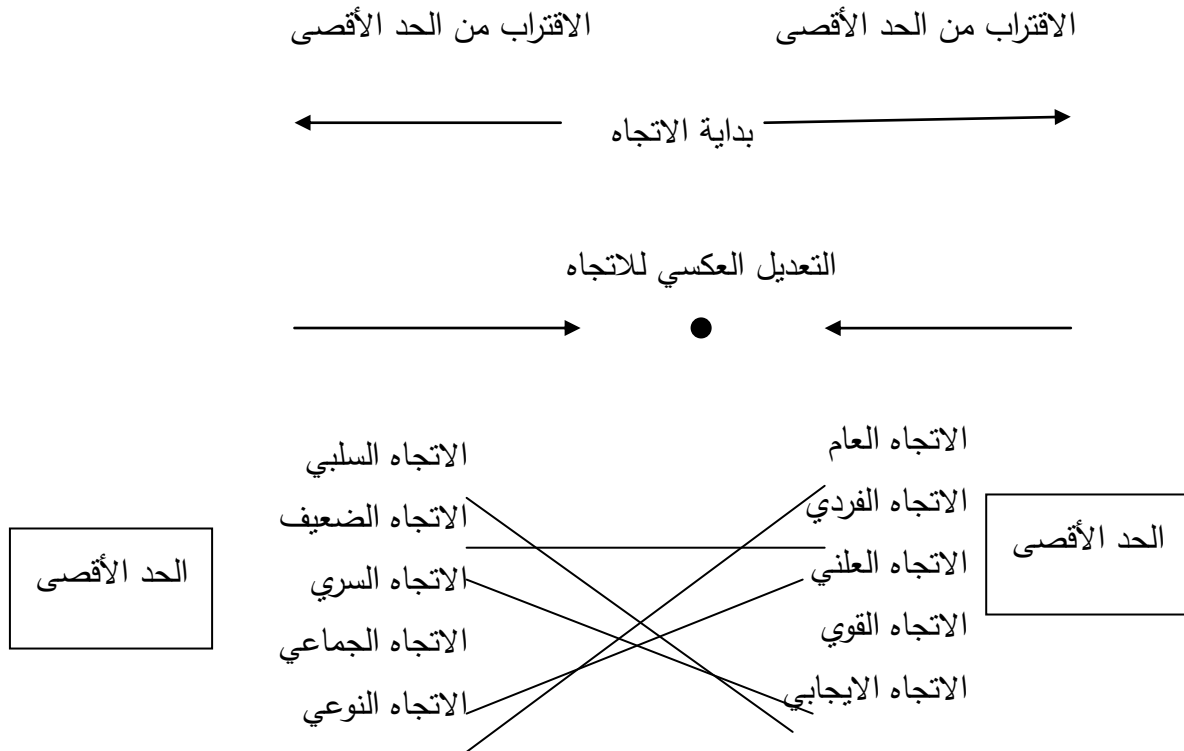 الاقتراب من الحد الأقصى
الاقتراب من الحد الأقصى
بداية الاتجاه
التعديل العكسي للاتجاه
الاتجاه العام
الاتجاه الفردي
الاتجاه العلني
الاتجاه القوي
الاتجاه الايجابي
الحد الأقصى
الاتجاه السلبي
الاتجاه الضعيف
الاتجاه السري
الاتجاه الجماعي
الاتجاه النوعي
الحد الأقصى